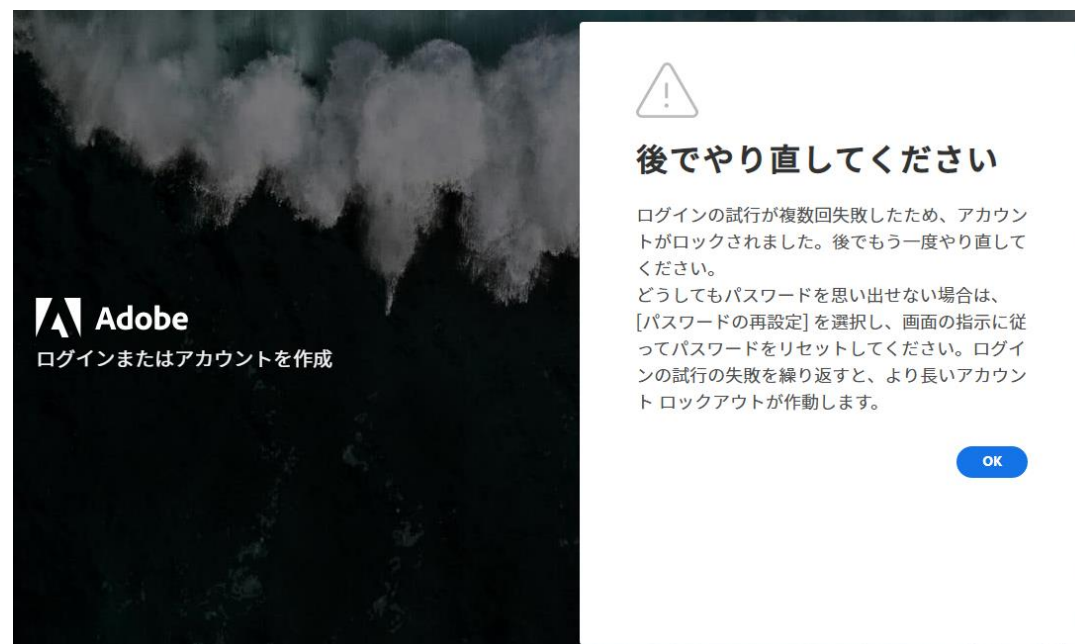 Adobe
ログインまたはアカウントを作成
後でやり直してください
ログインの試行が複数回失敗したため、アカウン
トがロックされました。後でもう一度やり直して
ください。
どうしてもパスワードを思い出せない場合は、
[パスワードの再設定] を選択し、画面の指示に従
ってパスワードをリセットしてください。ログイ
ンの試行の失敗を繰り返すと、より長いアカウン
ト ロックアウトが作動します。
OK